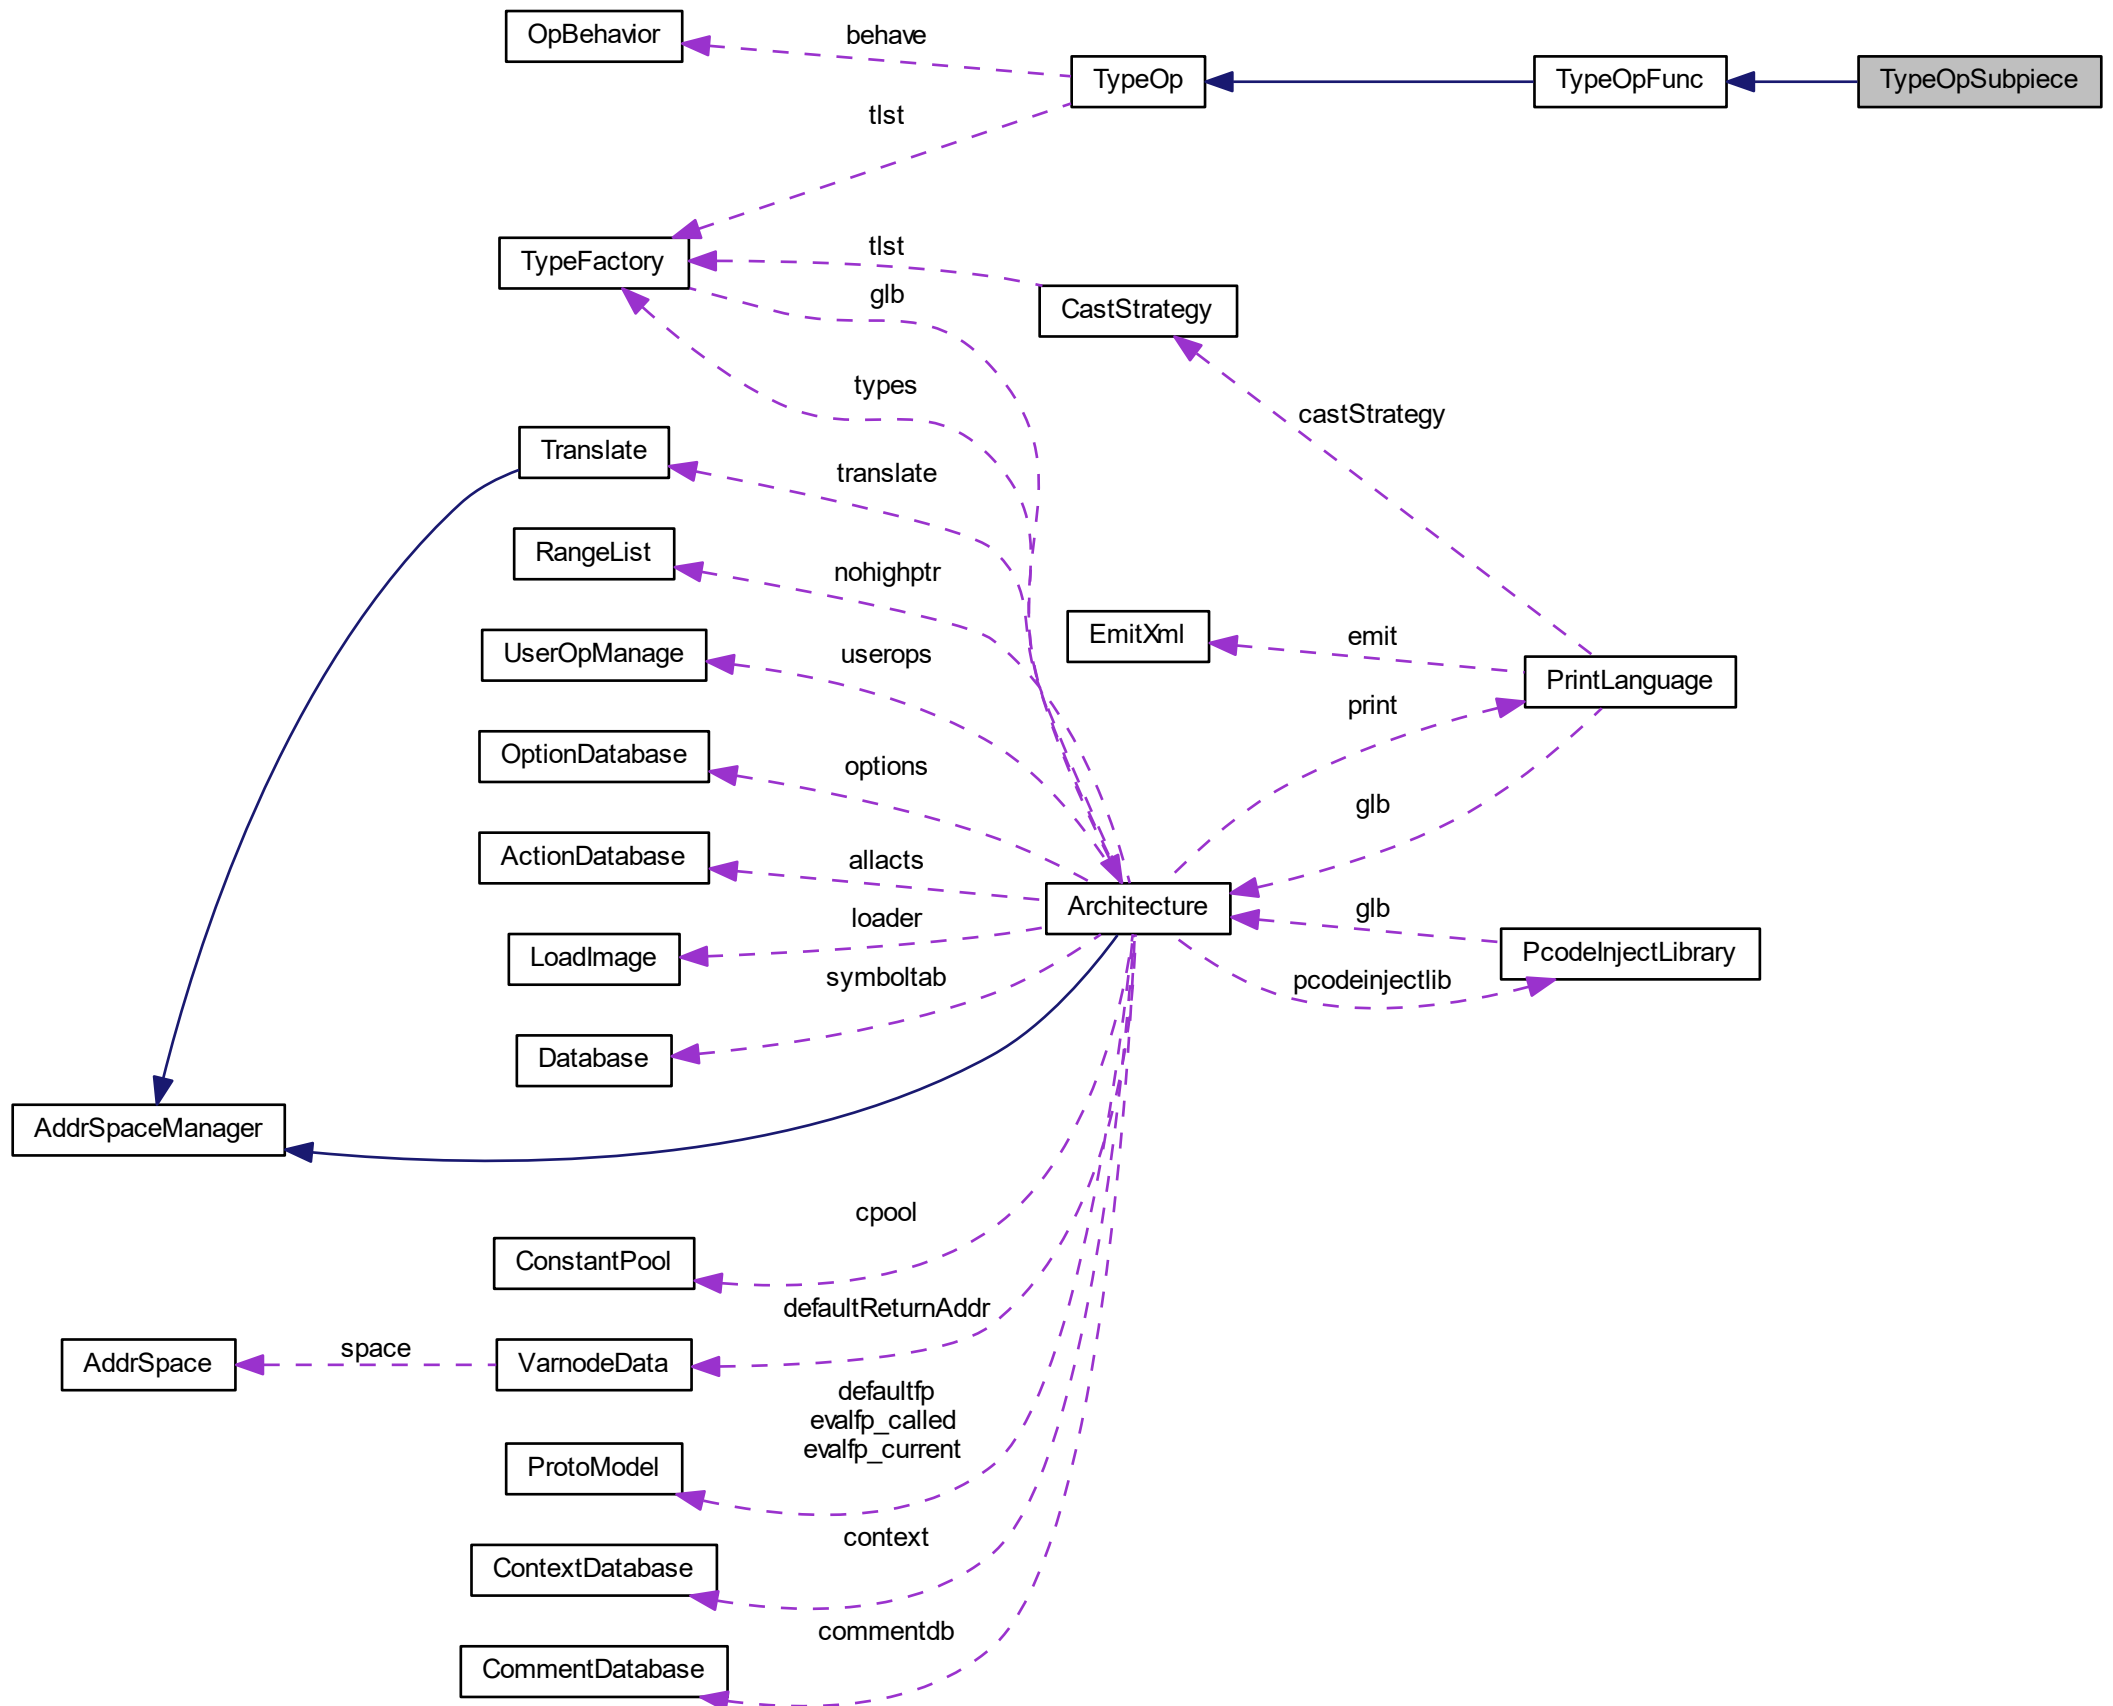 OpBehavior
behave
TypeOp
TypeOpFunc
TypeOpSubpiece
tlst
TypeFactory
tlst
glb
CastStrategy
types
castStrategy
Translate
translate
RangeList
nohighptr
EmitXml
emit
UserOpManage
userops
PrintLanguage
print
OptionDatabase
options
glb
ActionDatabase
allacts
Architecture
glb
loader
LoadImage
PcodeInjectLibrary
symboltab
pcodeinjectlib
Database
AddrSpaceManager
cpool
ConstantPool
defaultReturnAddr
AddrSpace
space
VarnodeData
defaultfp
evalfp_called
evalfp_current
ProtoModel
context
ContextDatabase
commentdb
CommentDatabase